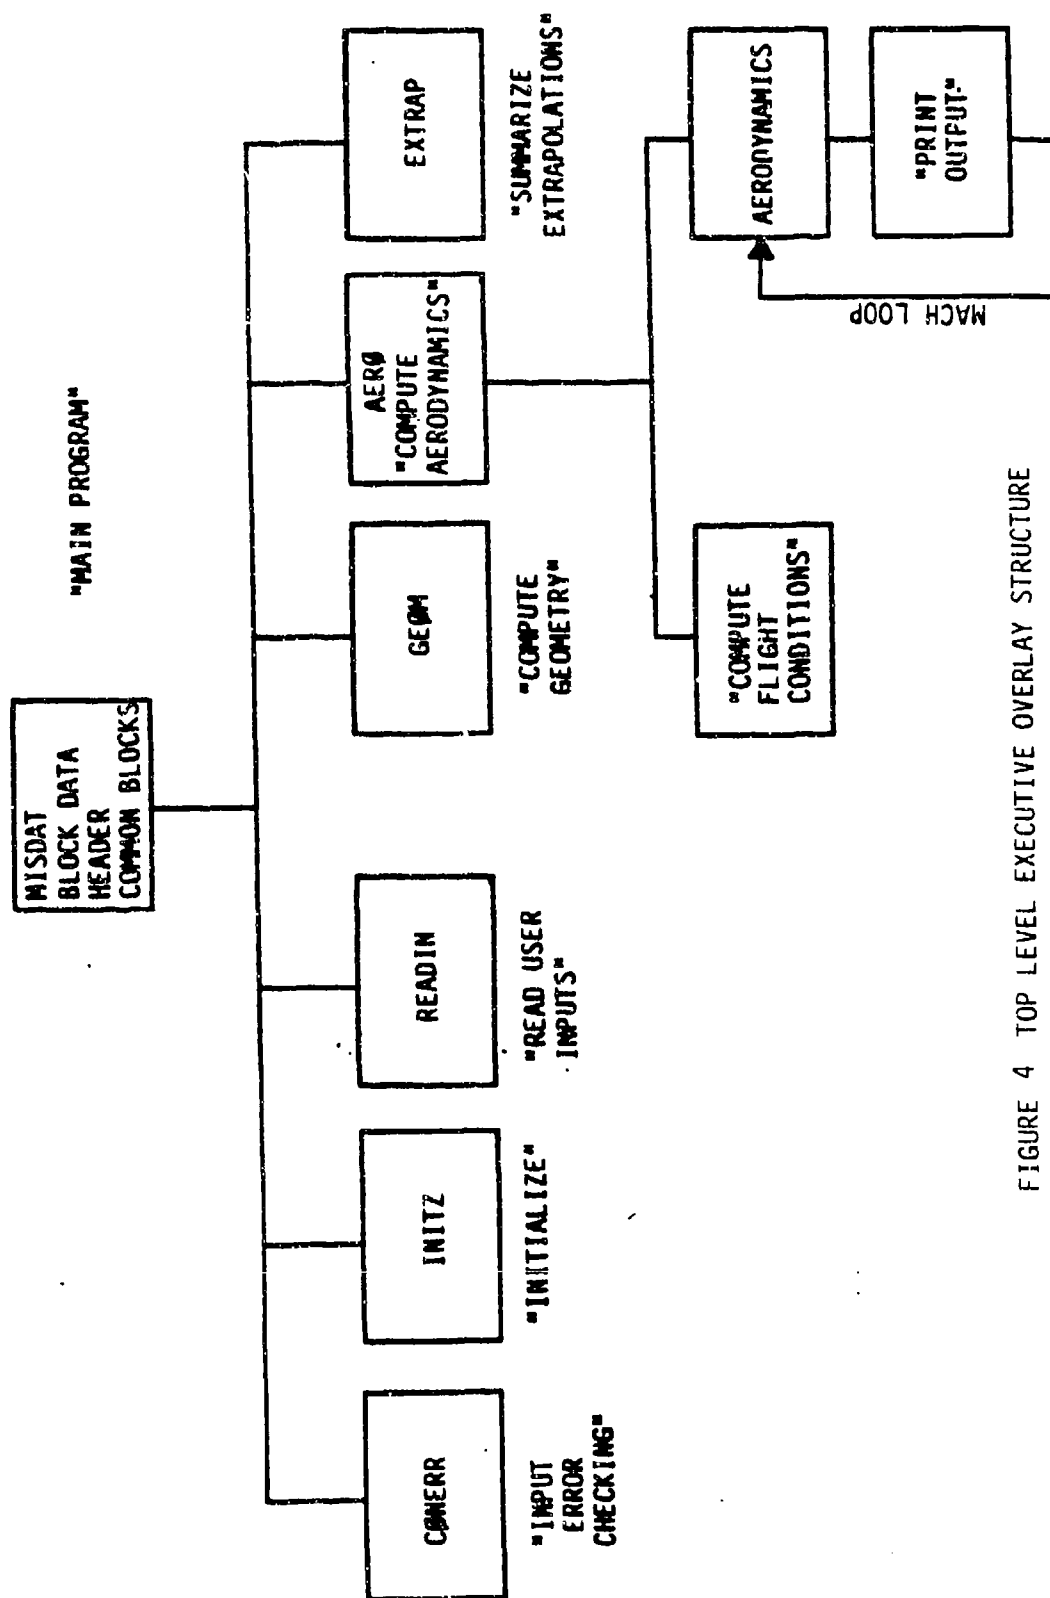 "MAIN PROGRAM"
MISDAT
BLOCK DATA
HEADER
COMMON BLOCKS
CØNERR
"INPUT
ERROR
CHECKING"
INITZ
"INITIALIZE"
READIN
"READ USER
INPUTS"
GEØM
"COMPUTE
GEOMETRY"
AERØ
"COMPUTE
AERODYNAMICS"
EXTRAP
"SUMMARIZE
EXTRAPOLATIONS"
"COMPUTE
FLIGHT
CONDITIONS"
AERODYNAMICS
"PRINT
OUTPUT"
MACH LOOP
FIGURE 4 TOP LEVEL EXECUTIVE OVERLAY STRUCTURE